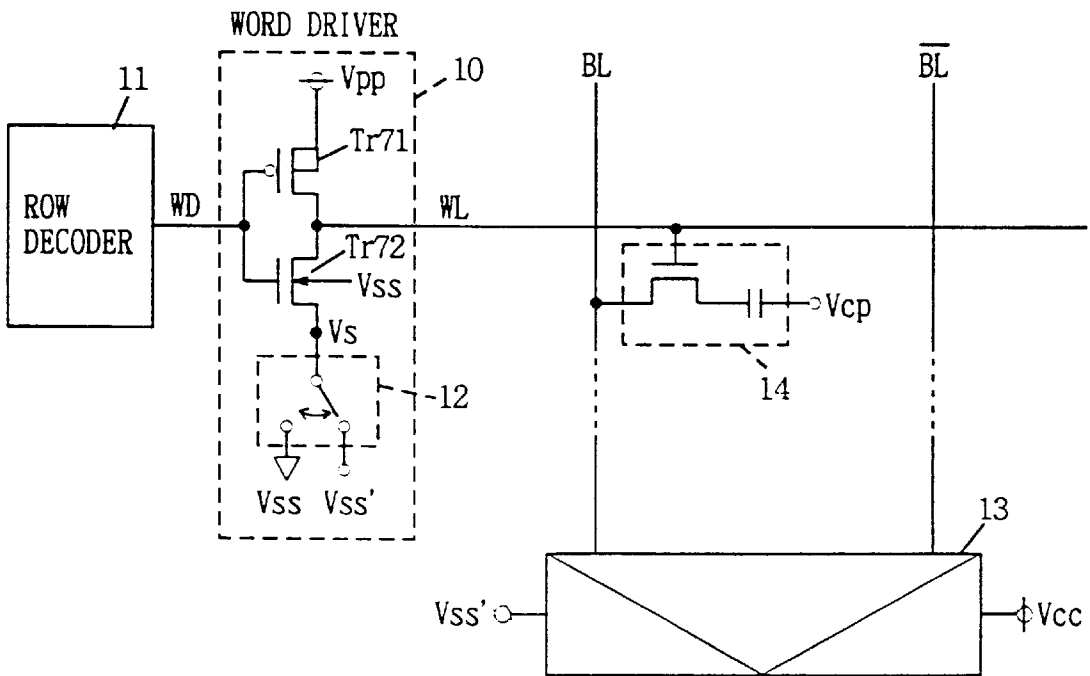 WORD DRIVER
BL
BL
11
10
Vpp
Tr71
ROW
DECODER
WD
WL
Tr72
Vss
Vcp
Vs
14
12
Vss
Vss'
13
Vss'
Vcc